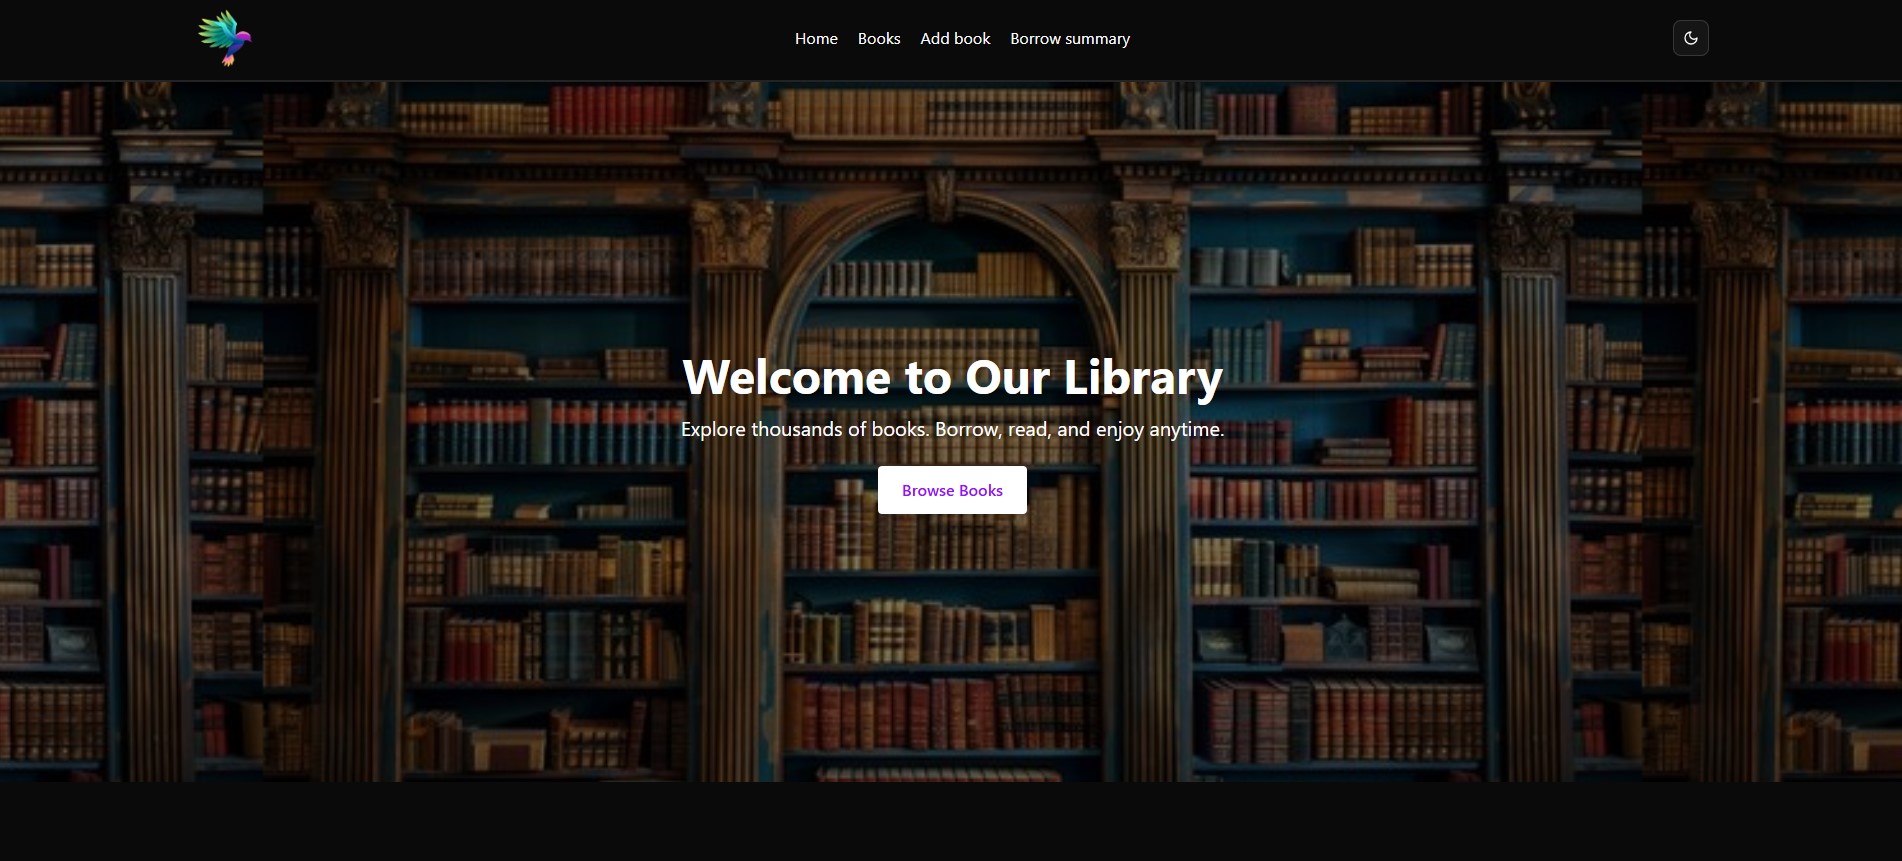 Home Books Add book Borrow summary
Welcome to Our Library
Explore thousands of books. Borrow, read, and enjoy anytime.
Browse Books